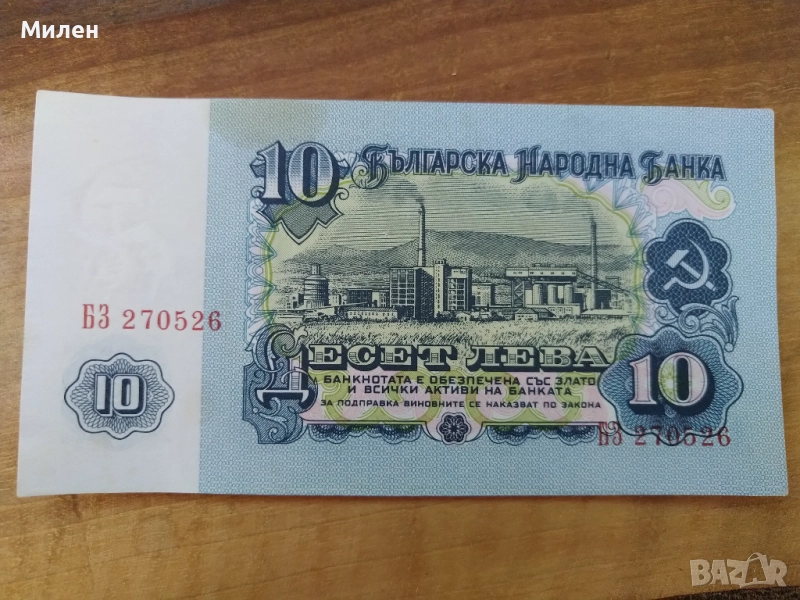 Милен
10 БЪЛГАРСКА НАРОДНА БАНКА
БЗ 270526
ДЕСЕТ ЛЕВА
10
10
БАНКНОТАТА Е ОБЕЗПЕЧЕНА СЪС ЗЛАТО
И ВСИЧКИ АКТИВИ НА БАНКАТА
ЗА ПОДПРАВКА ВИНОВНИТЕ СЕ НАКАЗВАТ ПО ЗАКОНА
БЗ 270526
BAZAR